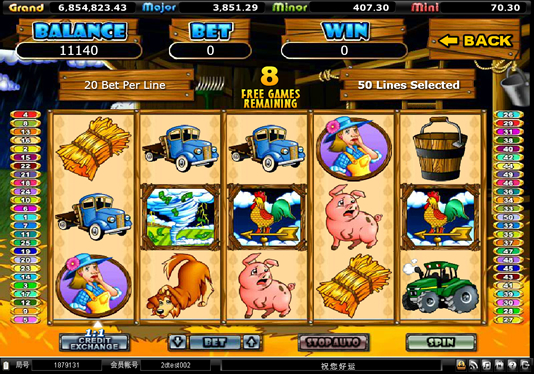 Grand 6,854,823.43 Major 3,851.29 Minor 407.30 Mini 70.30
BALANCE BET WIN
11140 0 0
BACK
20 Bet Per Line
8
FREE GAMES
REMAINING
50 Lines Selected
1:1
CREDIT
EXCHANGE
BET
STOP AUTO
SPIN
局号 1879131 会员账号 2dtest002 祝您好运